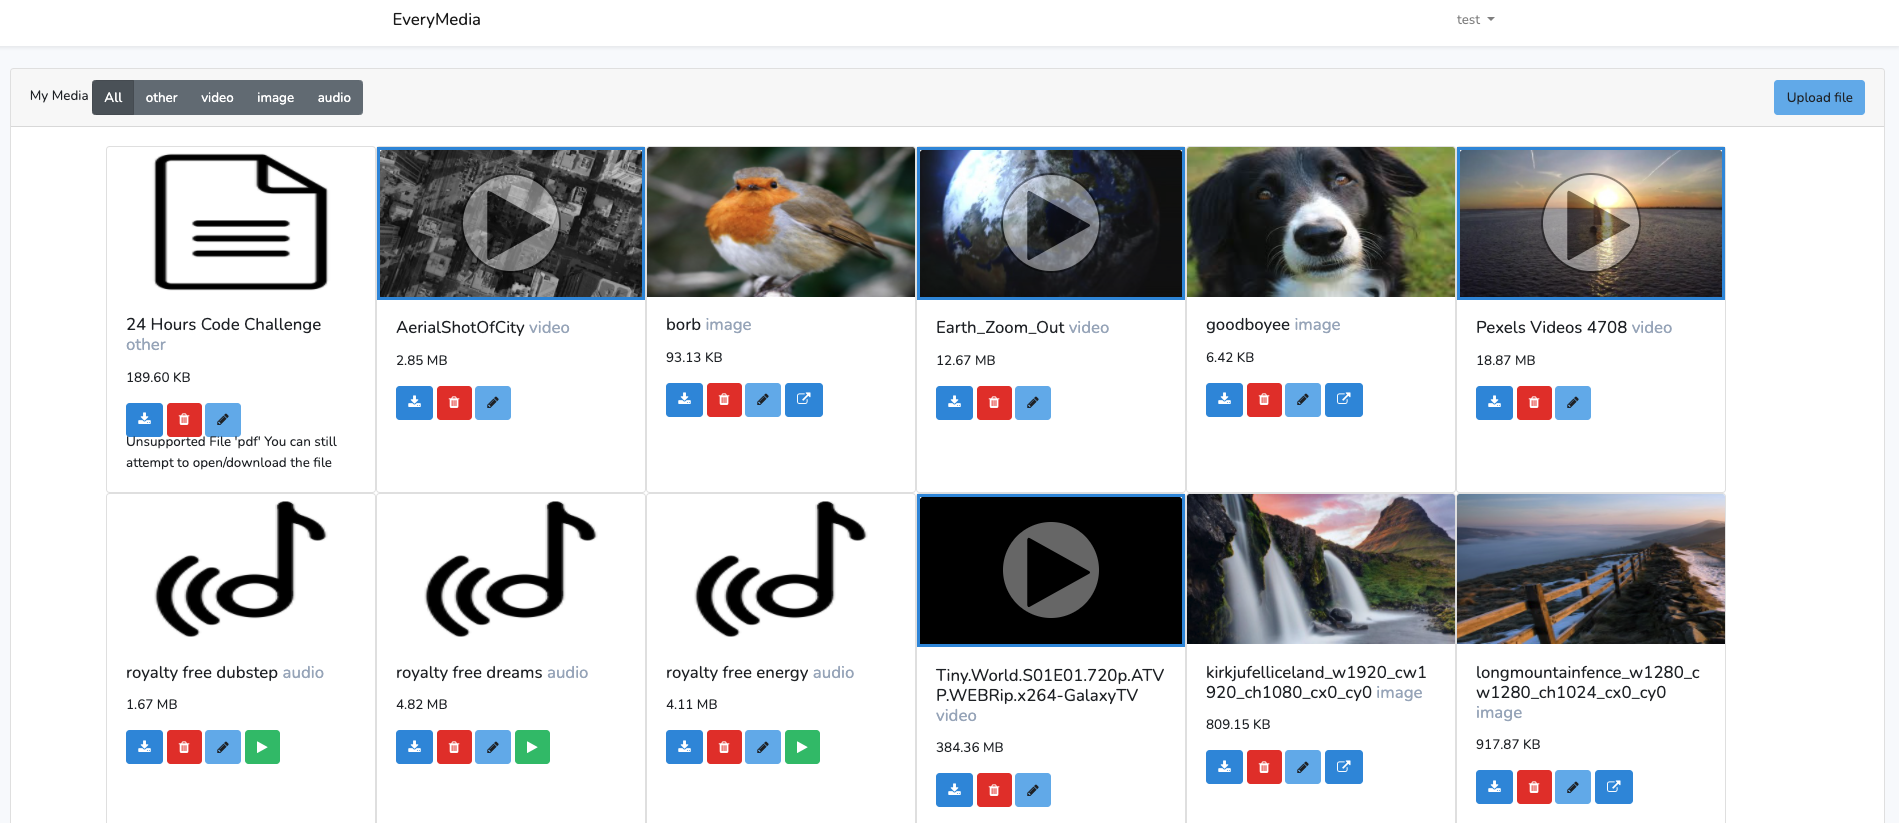 EveryMedia
test
My Media
All
other
video
image
audio
Upload file
24 Hours Code Challenge
other
189.60 KB
Unsupported File 'pdf' You can still
attempt to open/download the file
AerialShotOfCity video
2.85 MB
borb image
93.13 KB
Earth_Zoom_Out video
12.67 MB
goodboyee image
6.42 KB
Pexels Videos 4708 video
18.87 MB
royalty free dubstep audio
1.67 MB
royalty free dreams audio
4.82 MB
royalty free energy audio
4.11 MB
Tiny.World.S01E01.720p.ATV
P.WEBRip.x264-GalaxyTV
video
384.36 MB
kirkjufelliceland_w1920_cw1
920_ch1080_cx0_cy0 image
809.15 KB
longmountainfence_w1280_c
w1280_ch1024_cx0_cy0
image
917.87 KB